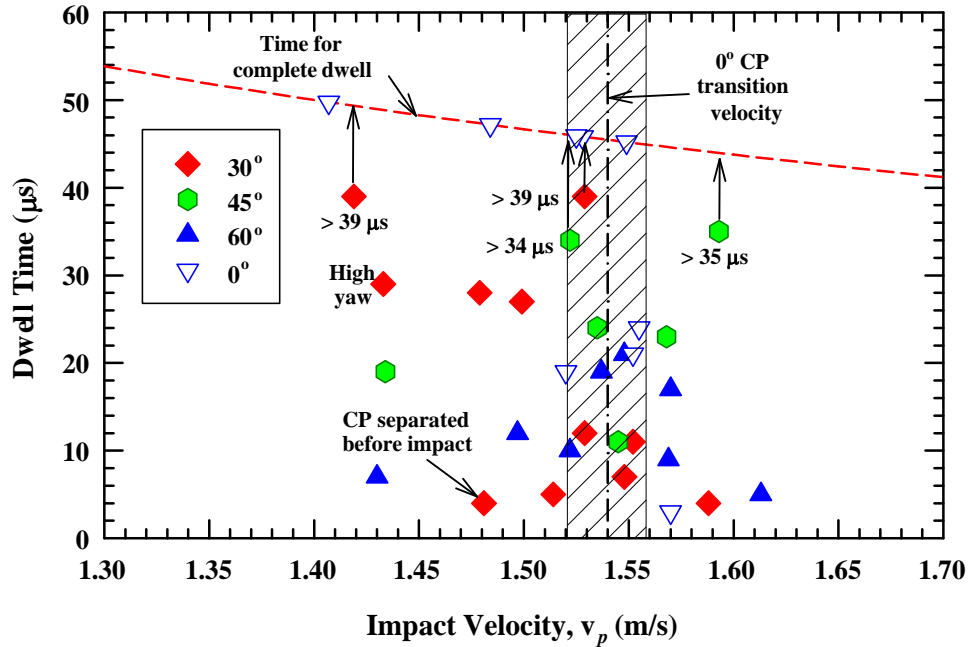 60
50
40
30
20
10
0
Dwell Time (μs)
Time for
complete dwell
0° CP
transition
velocity
30°
45°
60°
0°
> 39 μs
> 39 μs
> 34 μs
> 35 μs
High
yaw
CP separated
before impact
1.30
1.35
1.40
1.45
1.50
1.55
1.60
1.65
1.70
Impact Velocity, vp (m/s)